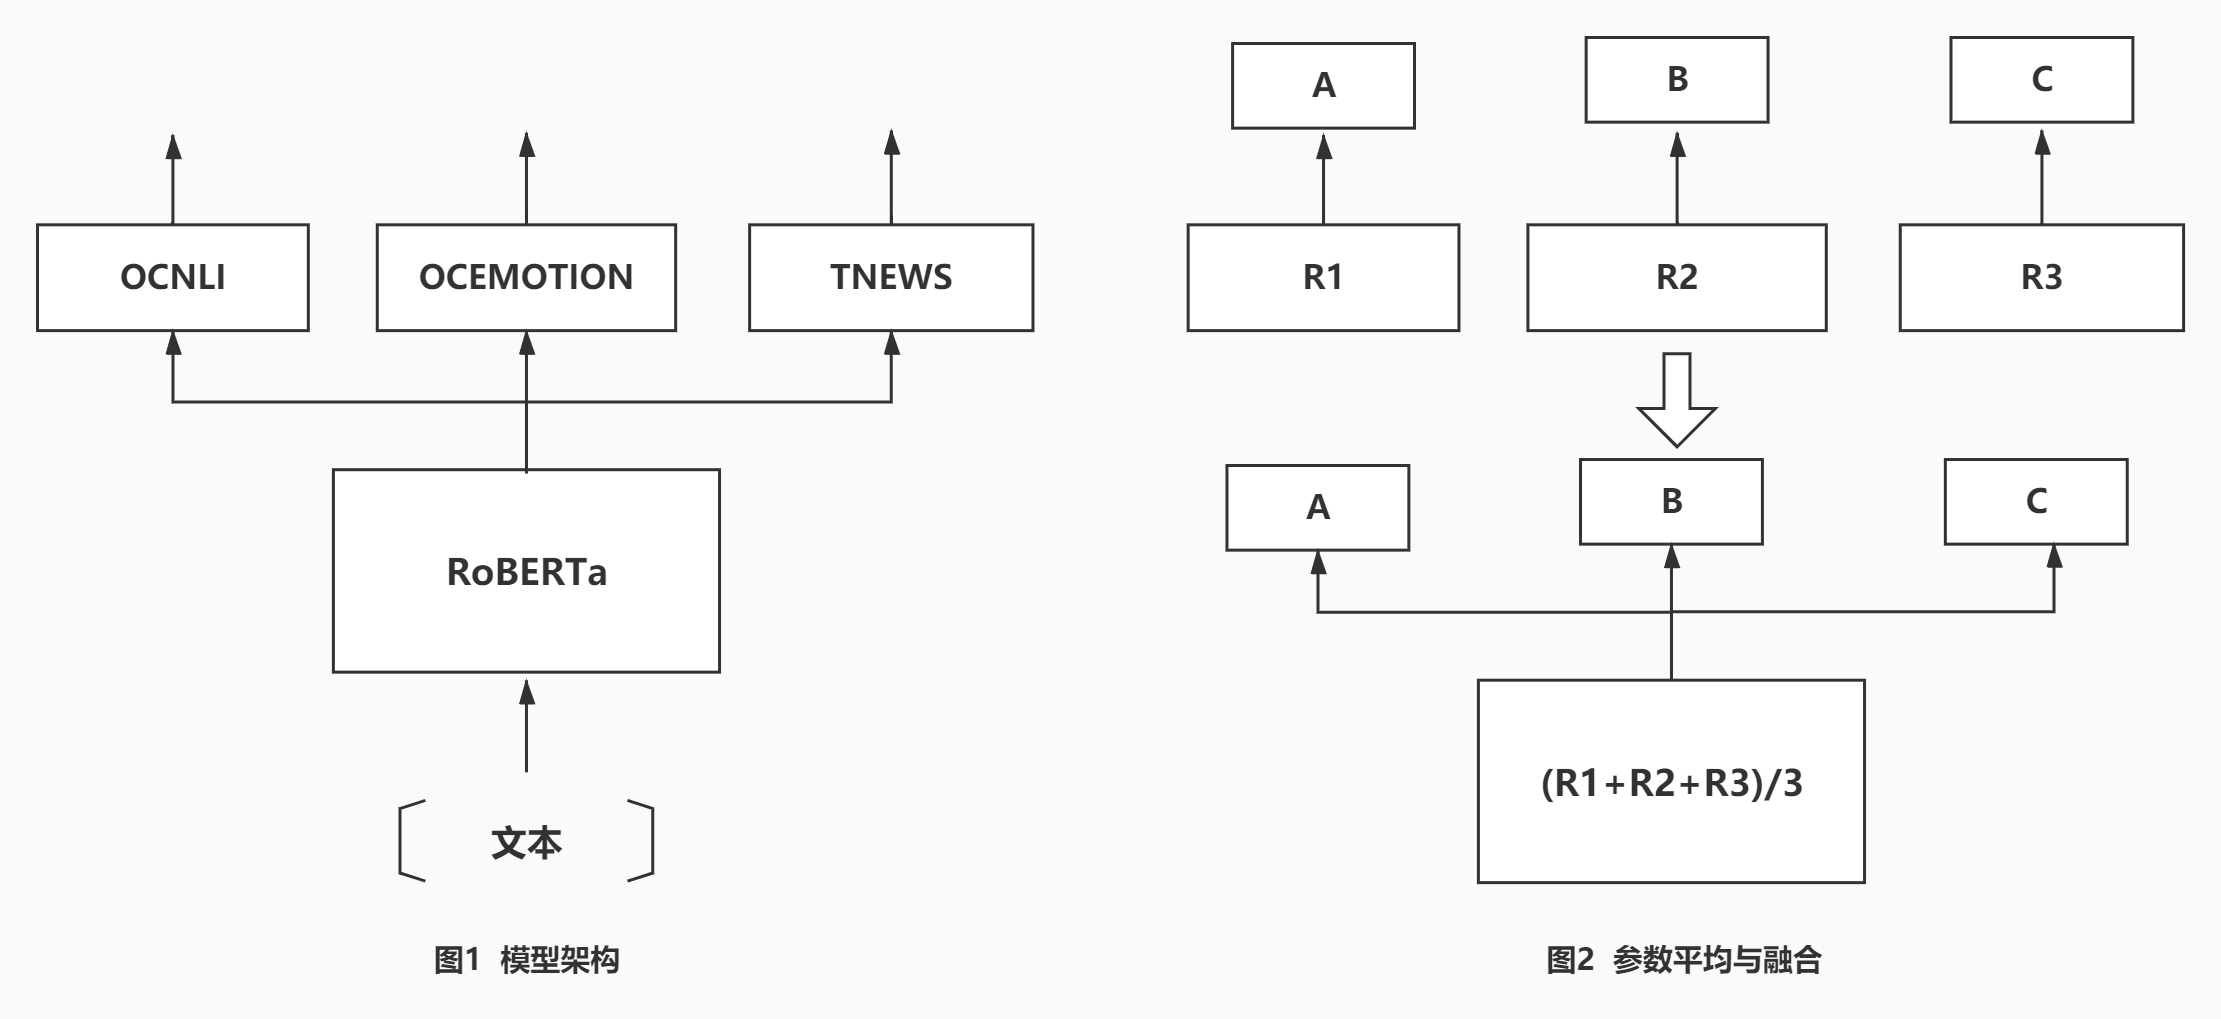 OCNLI
OCEMOTION
TNEWS
RoBERTa
文本
图1 模型架构
A
B
C
R1
R2
R3
A
B
C
(R1+R2+R3)/3
图2 参数平均与融合